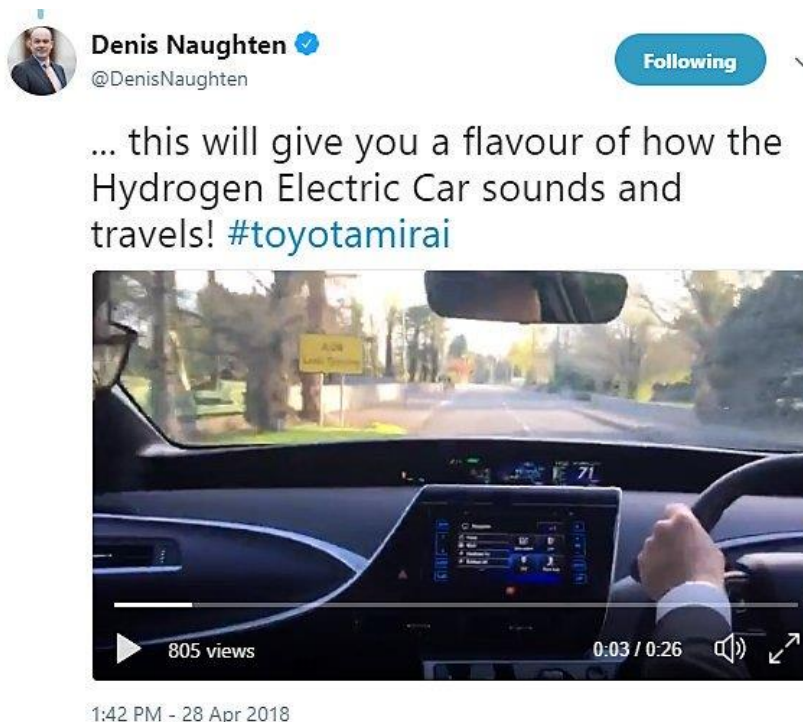 Denis Naughten
@DenisNaughten
Following
... this will give you a flavour of how the
Hydrogen Electric Car sounds and
travels! #toyotamirai
71
805 views
0:03 / 0:26
1:42 PM - 28 Apr 2018